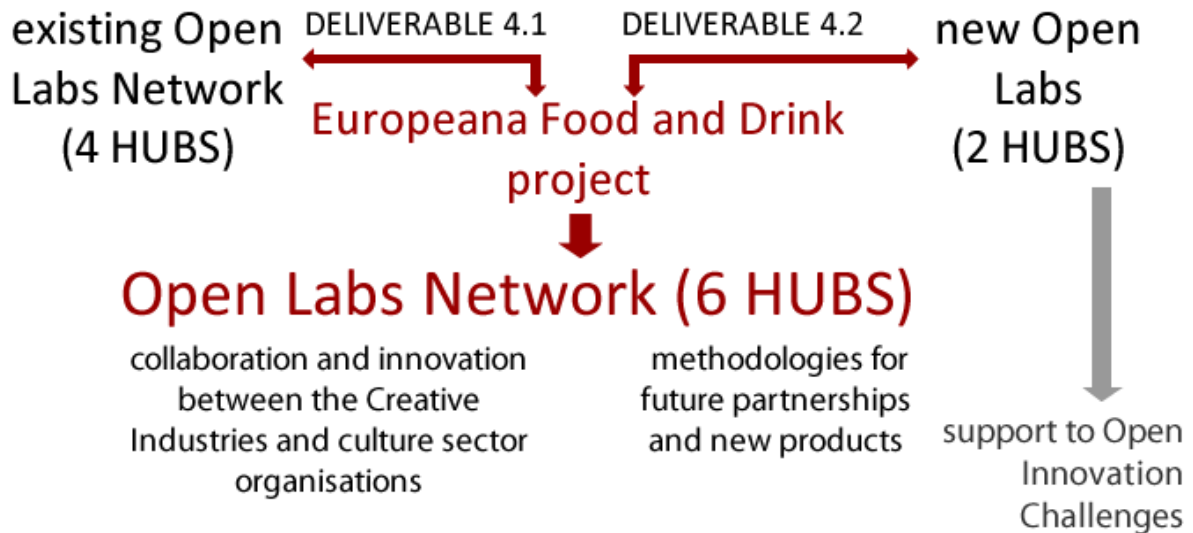 existing Open
Labs Network
(4 HUBS)
DELIVERABLE 4.1
DELIVERABLE 4.2
new Open
Labs
(2 HUBS)
Europeana Food and Drink
project
Open Labs Network (6 HUBS)
collaboration and innovation
between the Creative
Industries and culture sector
organisations
methodologies for
future partnerships
and new products
support to Open
Innovation
Challenges